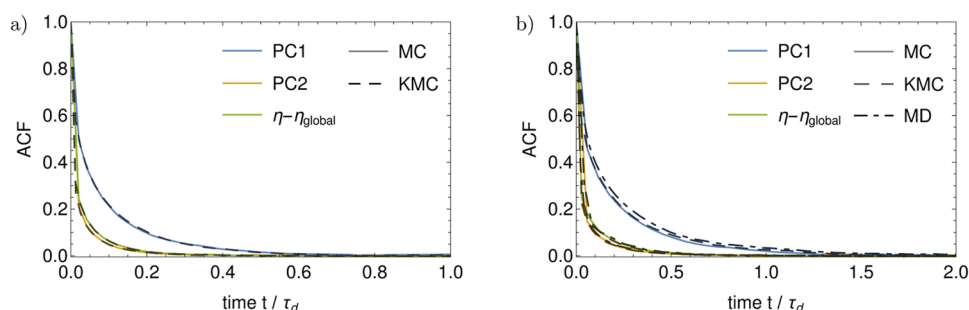 a)
1.0
0.8
0.6
0.4
0.2
0.0
ACF
PC1
PC2
η−ηglobal
MC
KMC
0.0 0.2 0.4 0.6 0.8 1.0
time t / τd
b)
1.0
0.8
0.6
0.4
0.2
0.0
ACF
PC1
PC2
η−ηglobal
MC
KMC
MD
0.0 0.5 1.0 1.5 2.0
time t / τd